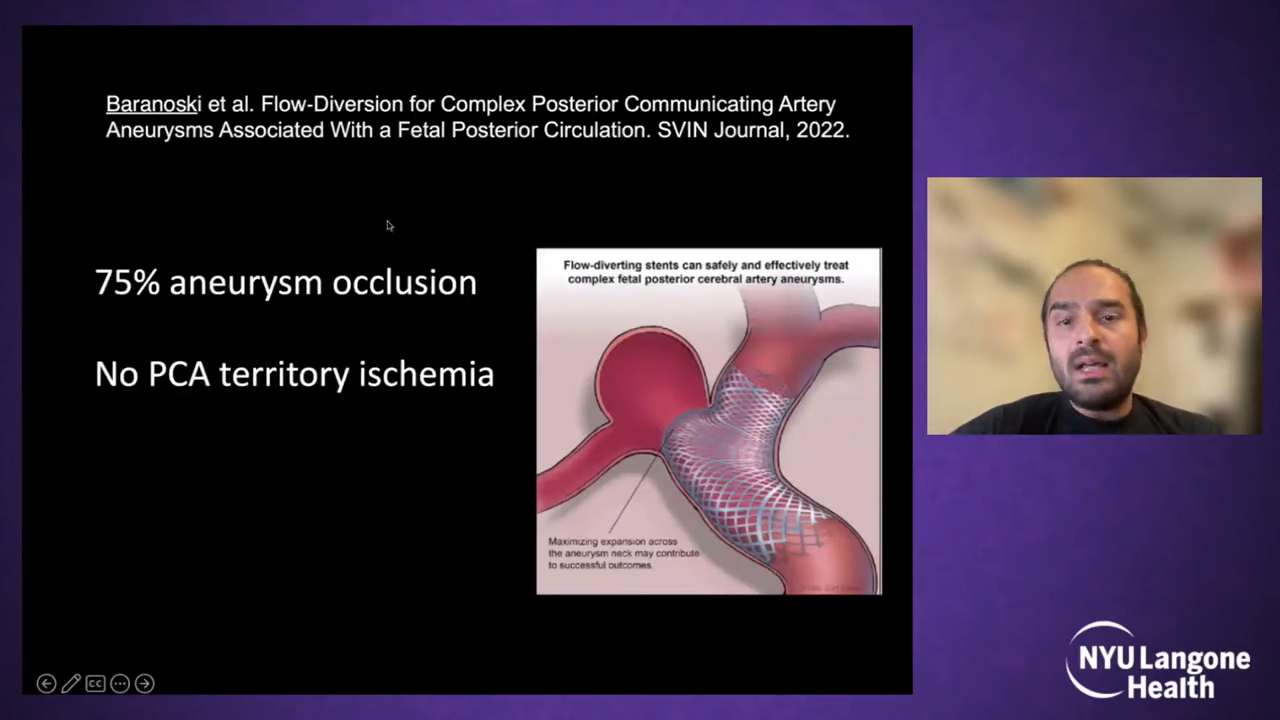 Baranoski et al. Flow-Diversion for Complex Posterior Communicating Artery
Aneurysms Associated With a Fetal Posterior Circulation. SVIN Journal, 2022.
75% aneurysm occlusion
No PCA territory ischemia
Flow-diverting stents can safely and effectively treat
complex fetal posterior cerebral artery aneurysms.
Maximizing expansion across
the aneurysm neck may contribute
to successful outcomes
CC
NYU Langone
Health